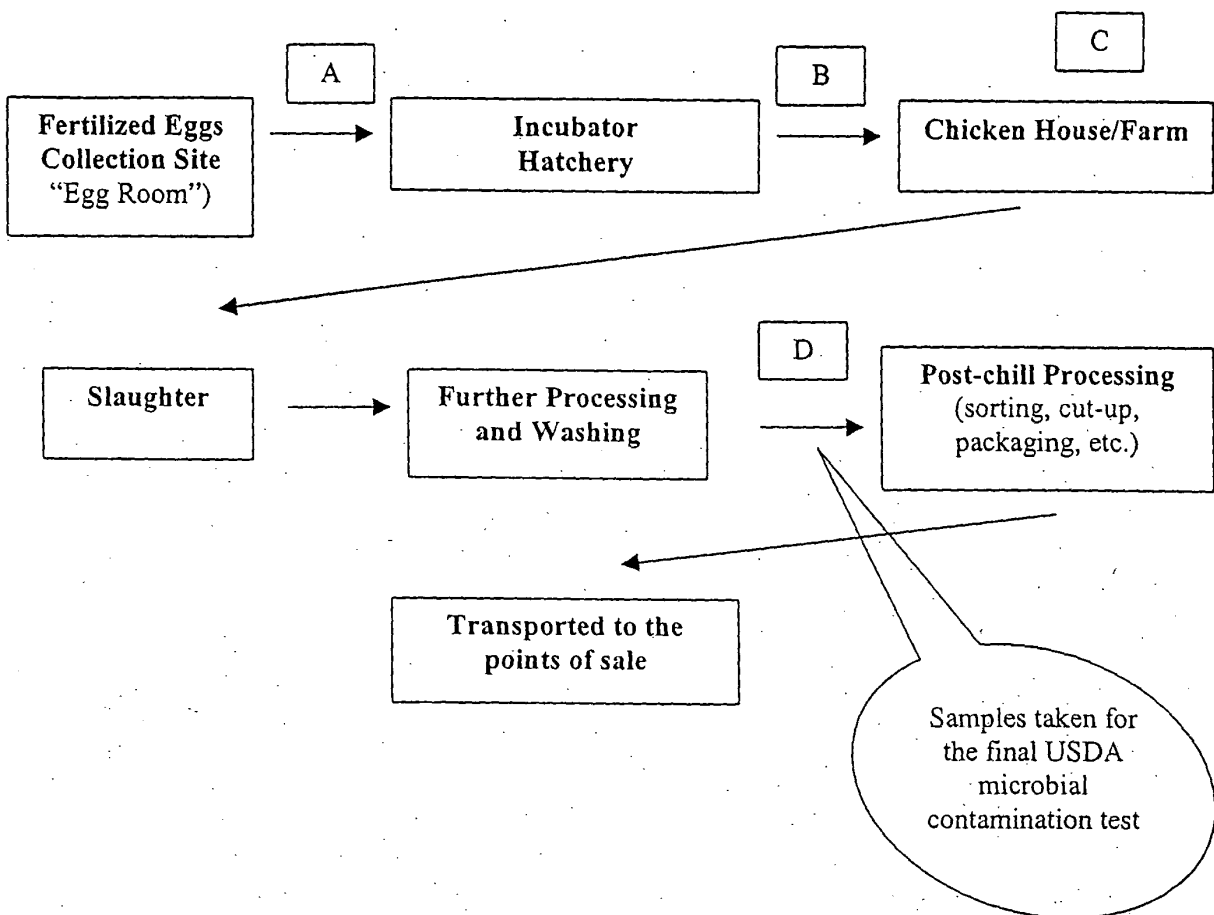 A
B
C
Fertilized Eggs
Collection Site
“Egg Room”)
Incubator
Hatchery
Chicken House/Farm
Slaughter
Further Processing
and Washing
D
Post-chill Processing
(sorting, cut-up,
packaging, etc.)
Transported to the
points of sale
Samples taken for
the final USDA
microbial
contamination test